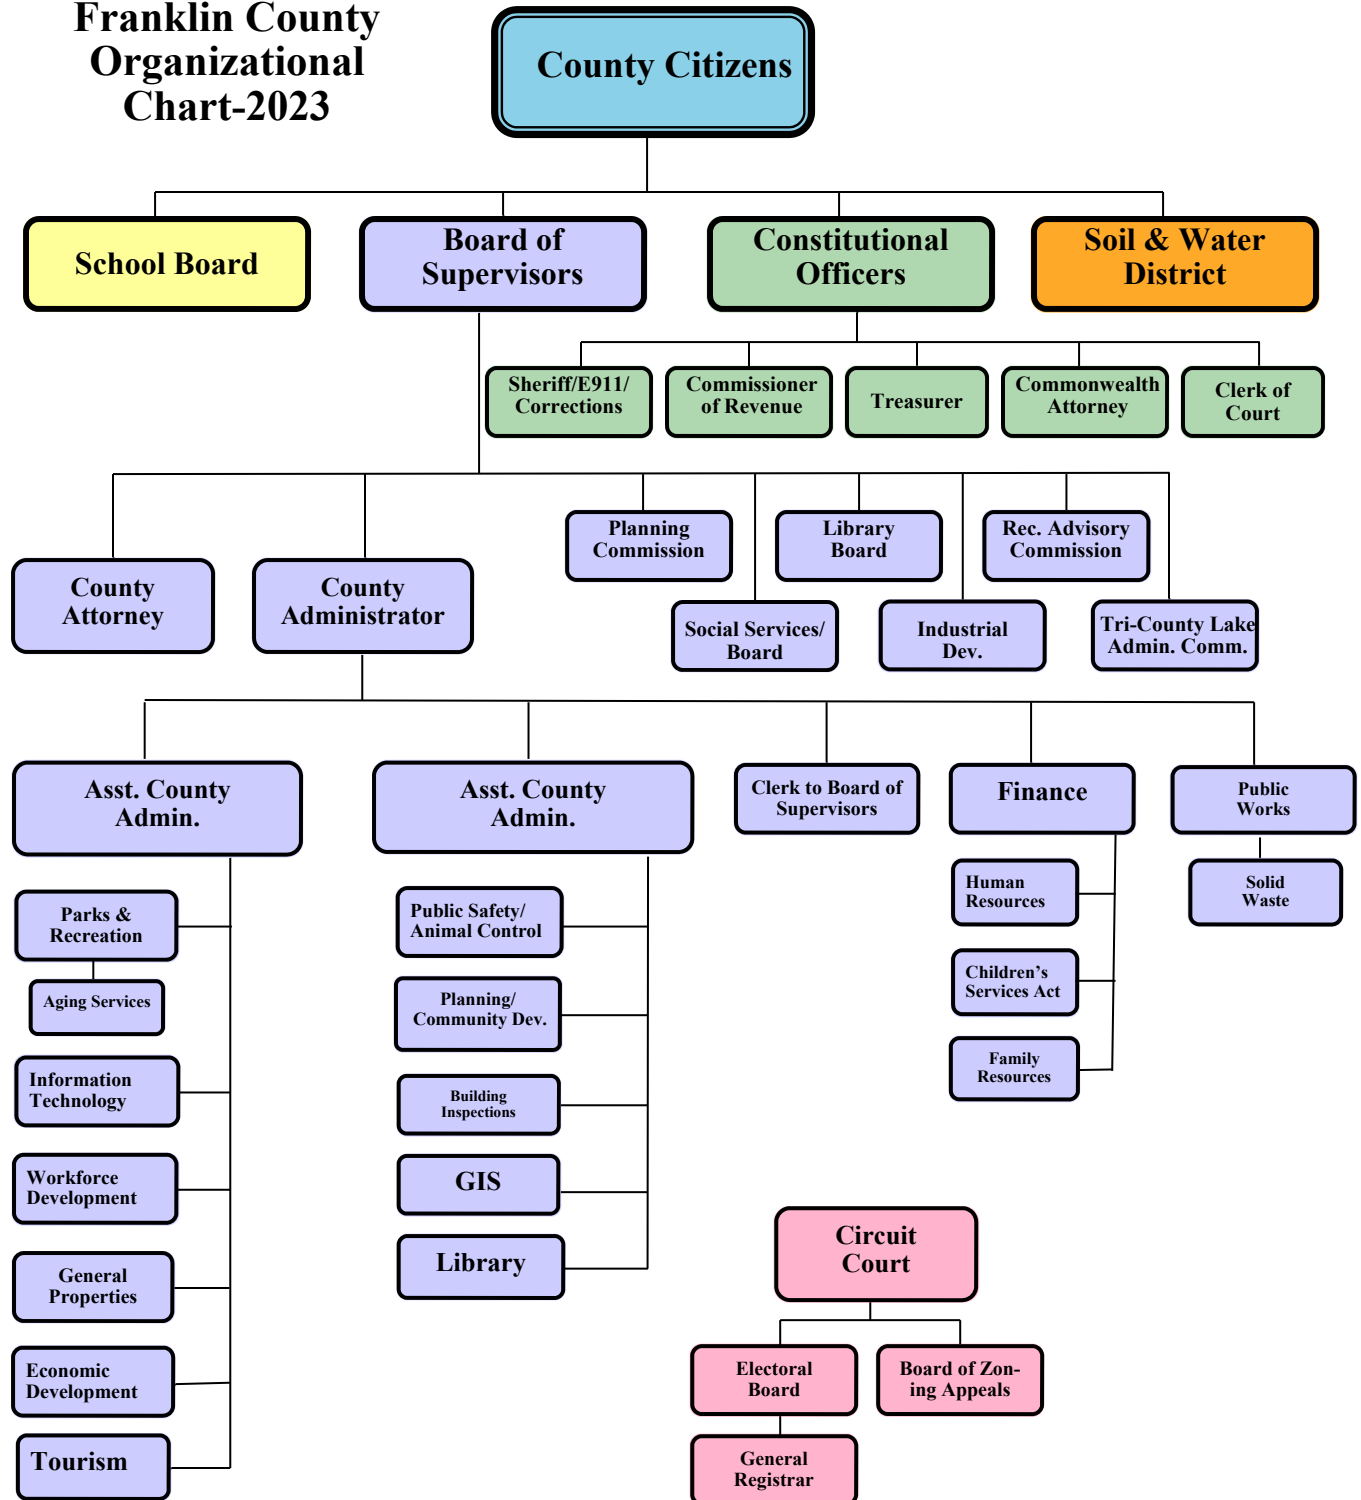 Franklin County
Organizational
Chart-2023
County Citizens
School Board
Board of
Supervisors
Constitutional
Officers
Soil & Water
District
Sheriff/E911/
Corrections
Commissioner
of Revenue
Treasurer
Commonwealth
Attorney
Clerk of
Court
Planning
Commission
Library
Board
Rec. Advisory
Commission
County
Attorney
County
Administrator
Social Services/
Board
Industrial
Dev.
Tri-County Lake
Admin. Comm.
Asst. County
Admin.
Asst. County
Admin.
Clerk to Board of
Supervisors
Finance
Public
Works
Parks &
Recreation
Aging Services
Information
Technology
Workforce
Development
General
Properties
Economic
Development
Tourism
Public Safety/
Animal Control
Planning/
Community Dev.
Building
Inspections
GIS
Library
Human
Resources
Children's
Services Act
Family
Resources
Solid
Waste
Circuit
Court
Electoral
Board
Board of Zon-
ing Appeals
General
Registrar